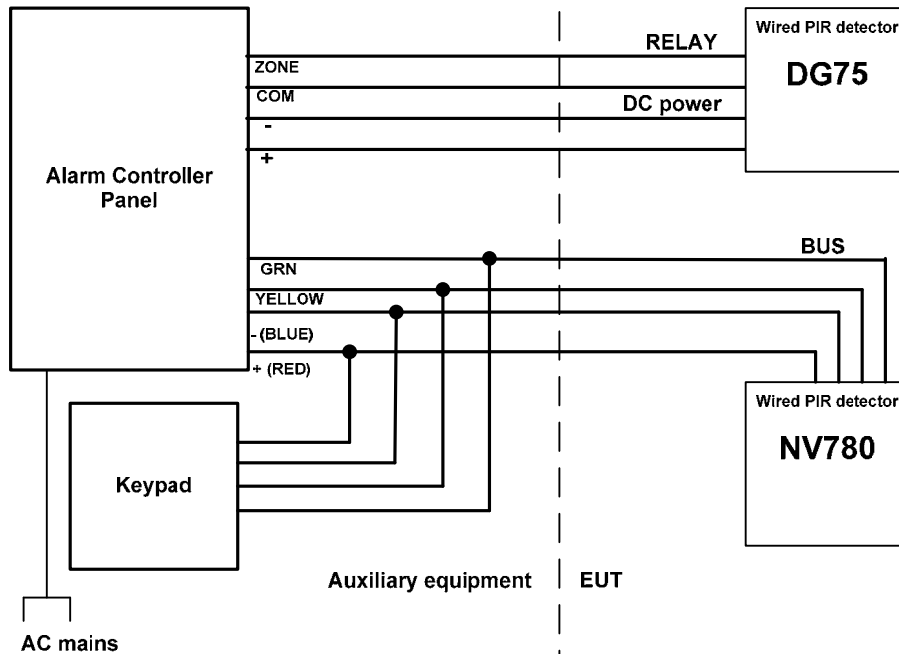 Wired PIR detector
DG75
RELAY
ZONE
COM
DC power
-
+
Alarm Controller
Panel
BUS
GRN
YELLOW
- (BLUE)
+ (RED)
Wired PIR detector
NV780
Keypad
Auxiliary equipment
EUT
AC mains